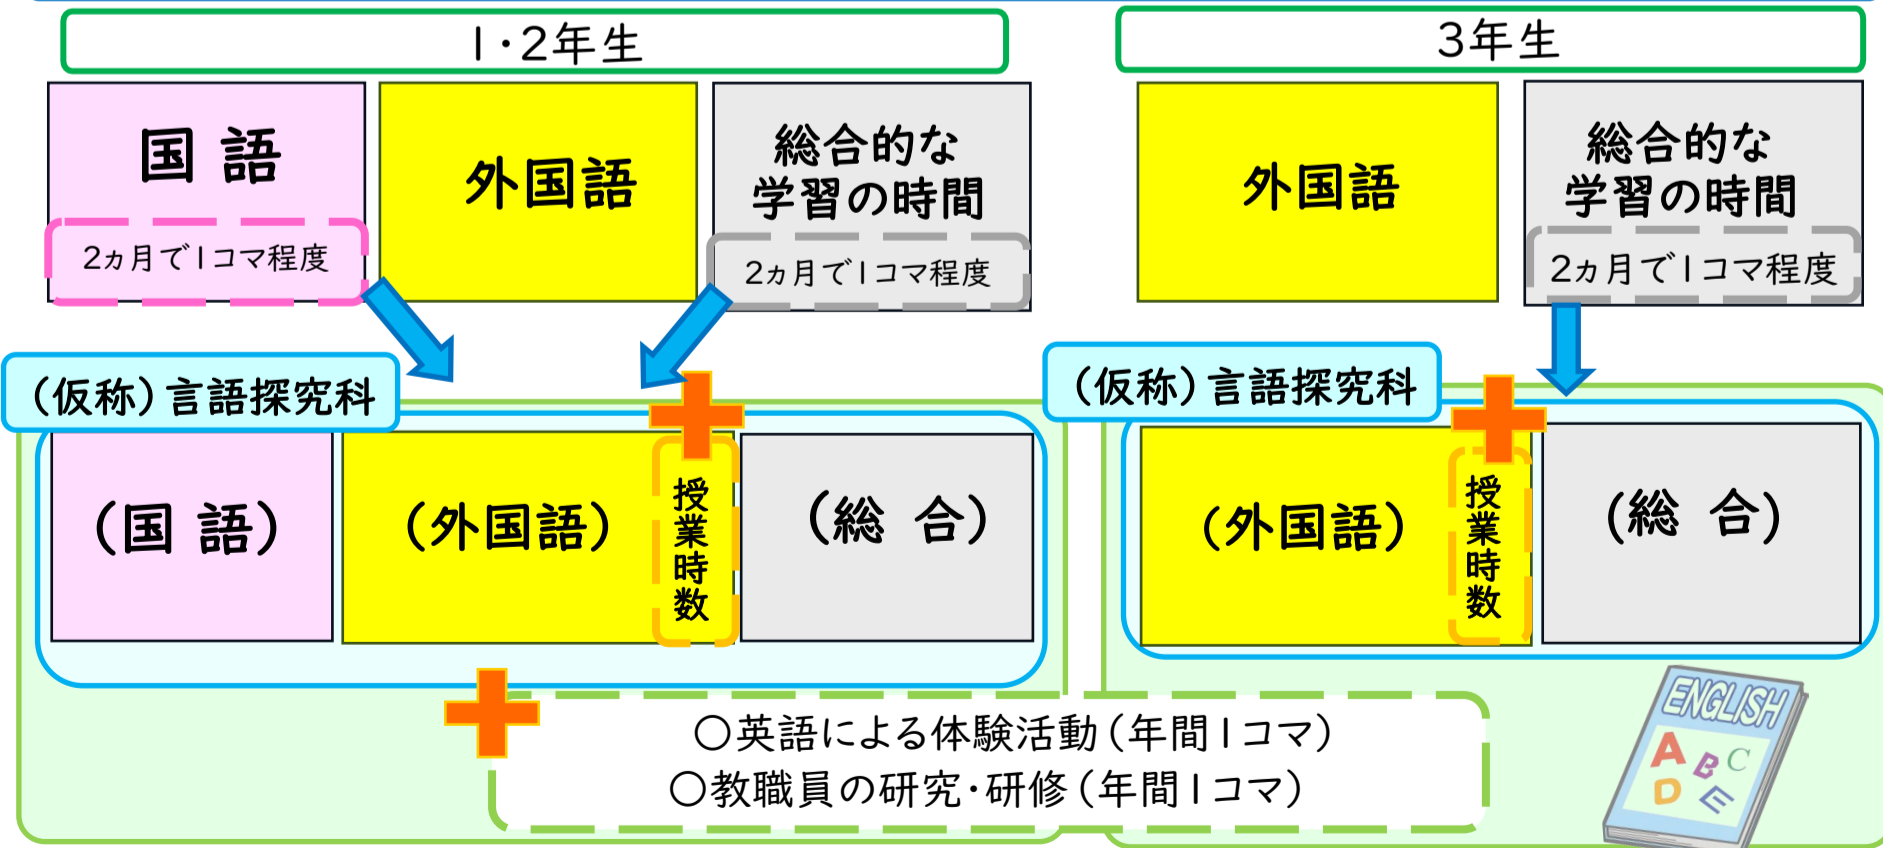 1・2年生
国 語
2ヵ月で1コマ程度
外国語
総合的な
学習の時間
2ヵ月で1コマ程度
(仮称)言語探究科
(国 語)
(外国語)
授業時数
(総 合)
3年生
外国語
総合的な
学習の時間
2ヵ月で1コマ程度
(仮称)言語探究科
(外国語)
授業時数
(総 合)
○英語による体験活動(年間1コマ)
○教職員の研究・研修(年間1コマ)
ENGLISH
A B C
D E